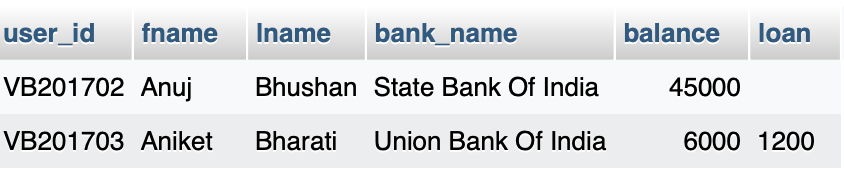 user_id fname lname bank_name balance loan
VB201702 Anuj Bhushan State Bank Of India 45000
VB201703 Aniket Bharati Union Bank Of India 6000 1200